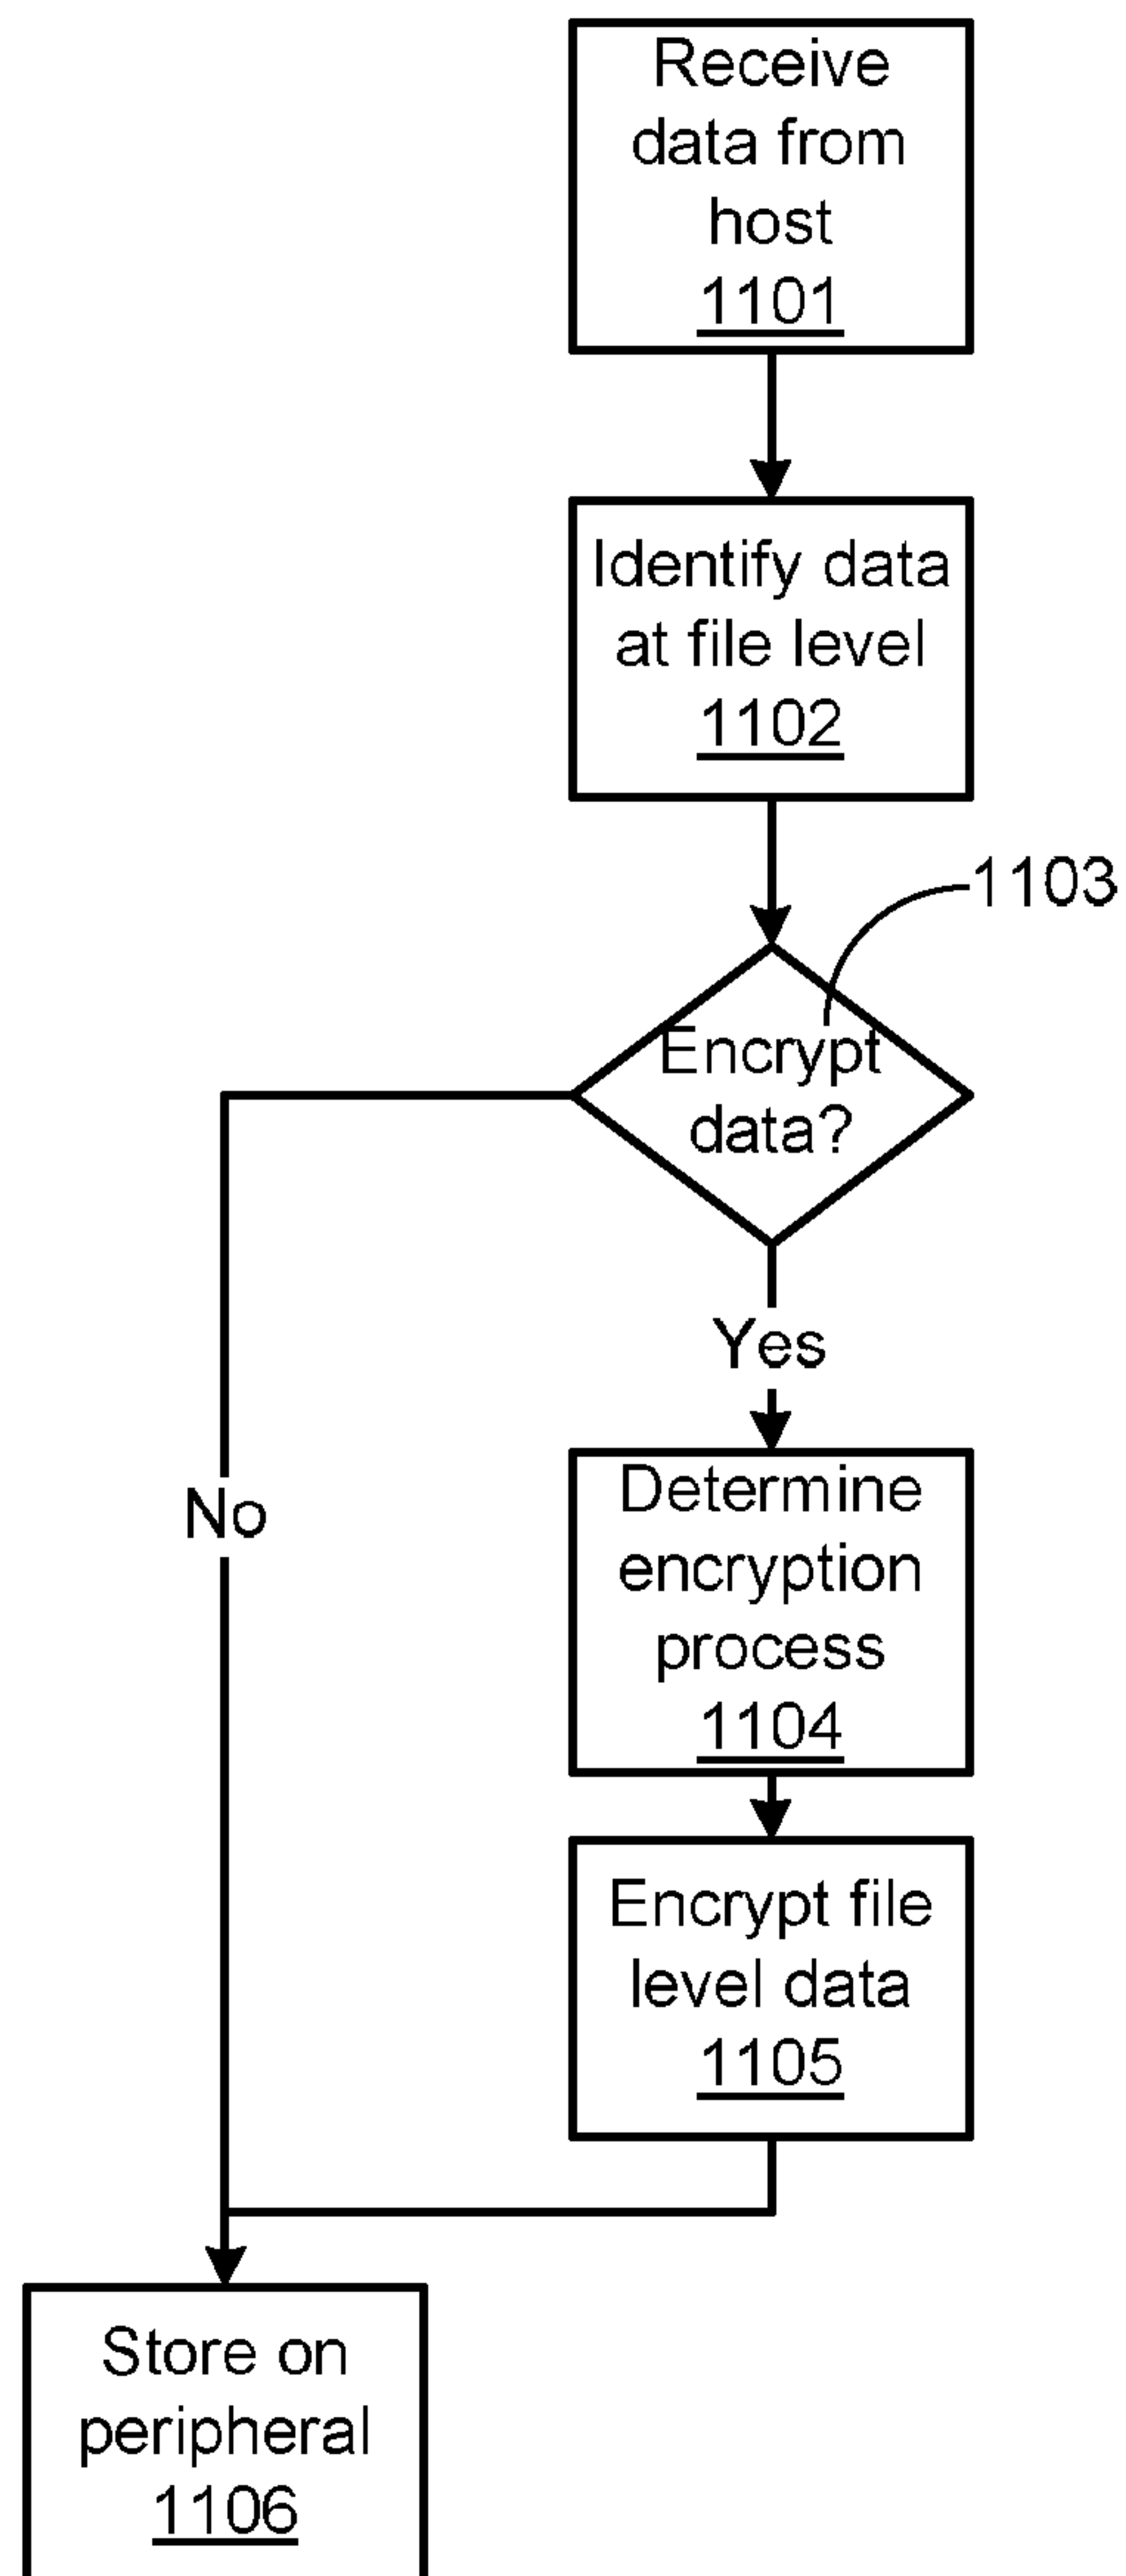 Receive
data from
host
1101
Identify data
at file level
1102
1103
Encrypt
data?
Yes
No
Determine
encryption
process
1104
Encrypt file
level data
1105
Store on
peripheral
1106